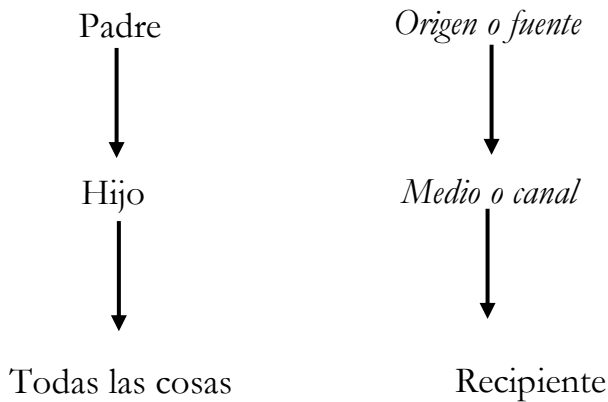 Padre
Origen o fuente
Hijo
Medio o canal
Todas las cosas
Recipiente